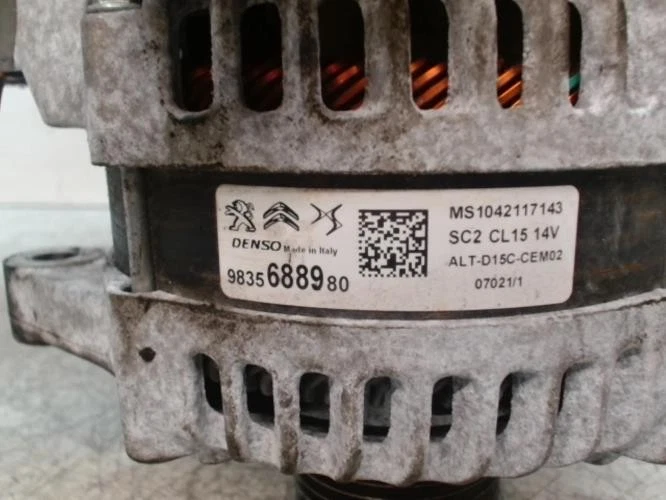 DENSO Made in Italy
9835688980
MS1042117143
SC2 CL15 14V
ALT-D15C-CEM02
07021/1